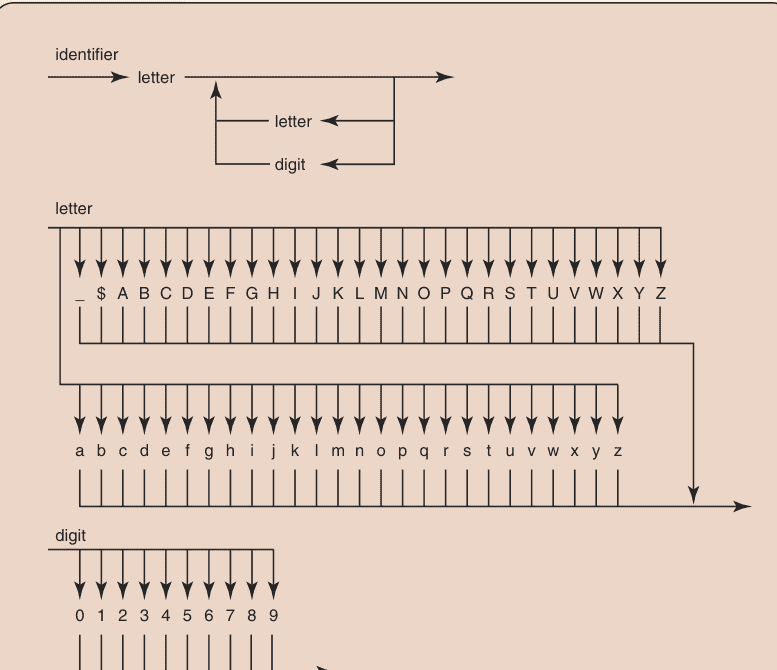 identifier
letter
letter
digit
letter
_ $ A B C D E F G H I J K L M N O P Q R S T U V W X Y Z
a b c d e f g h i j k l m n o p q r s t u v w x y z
digit
0 1 2 3 4 5 6 7 8 9